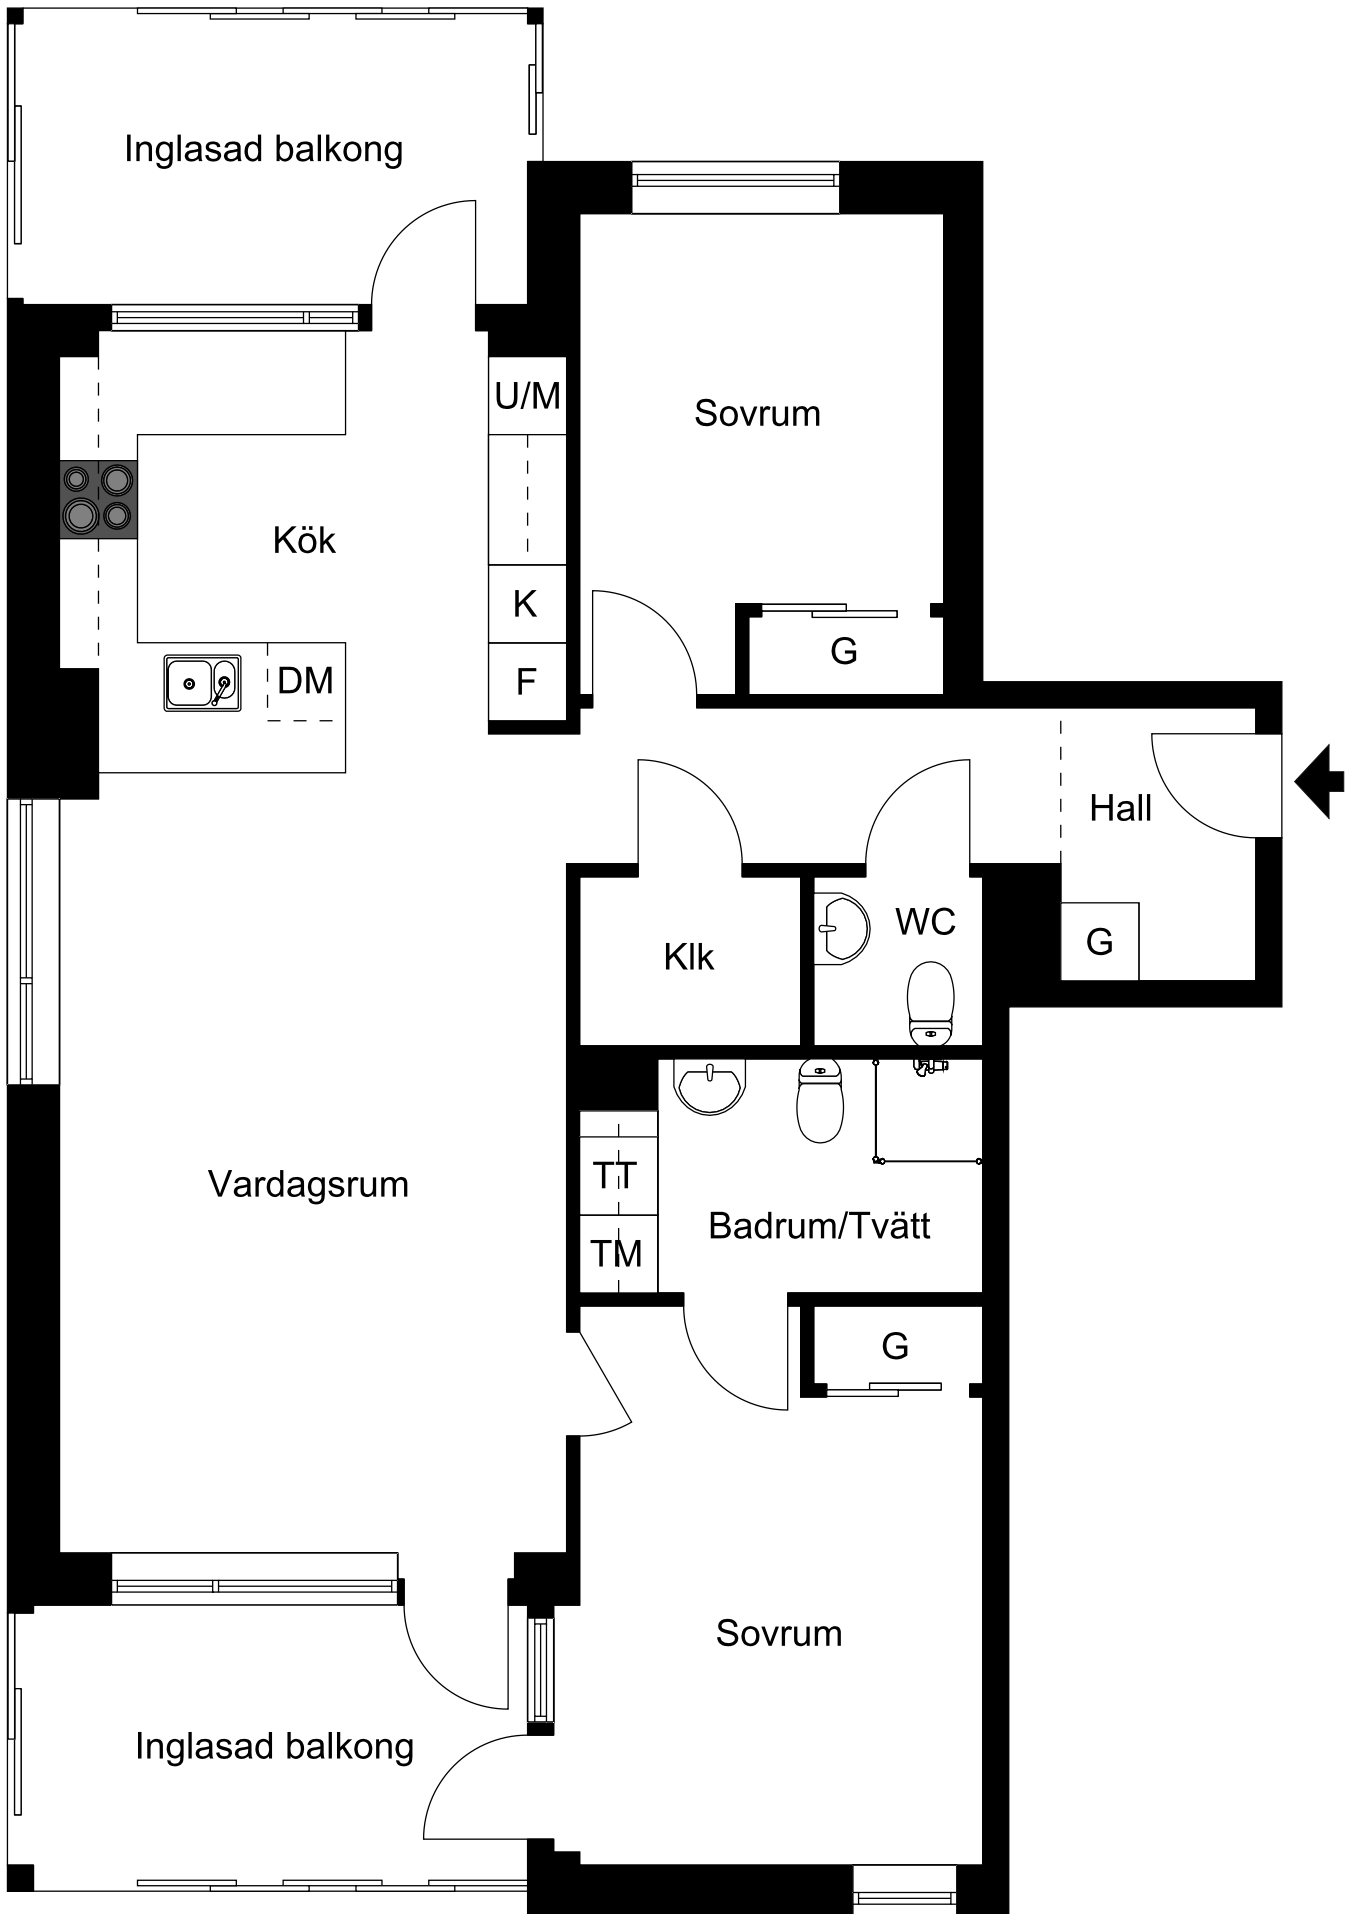 Inglasad balkong
U/M
Sovrum
Kök
K
G
F
DM
Hall
WC
G
Klk
TT
Vardagsrum
Badrum/Tvätt
TM
G
Sovrum
Inglasad balkong